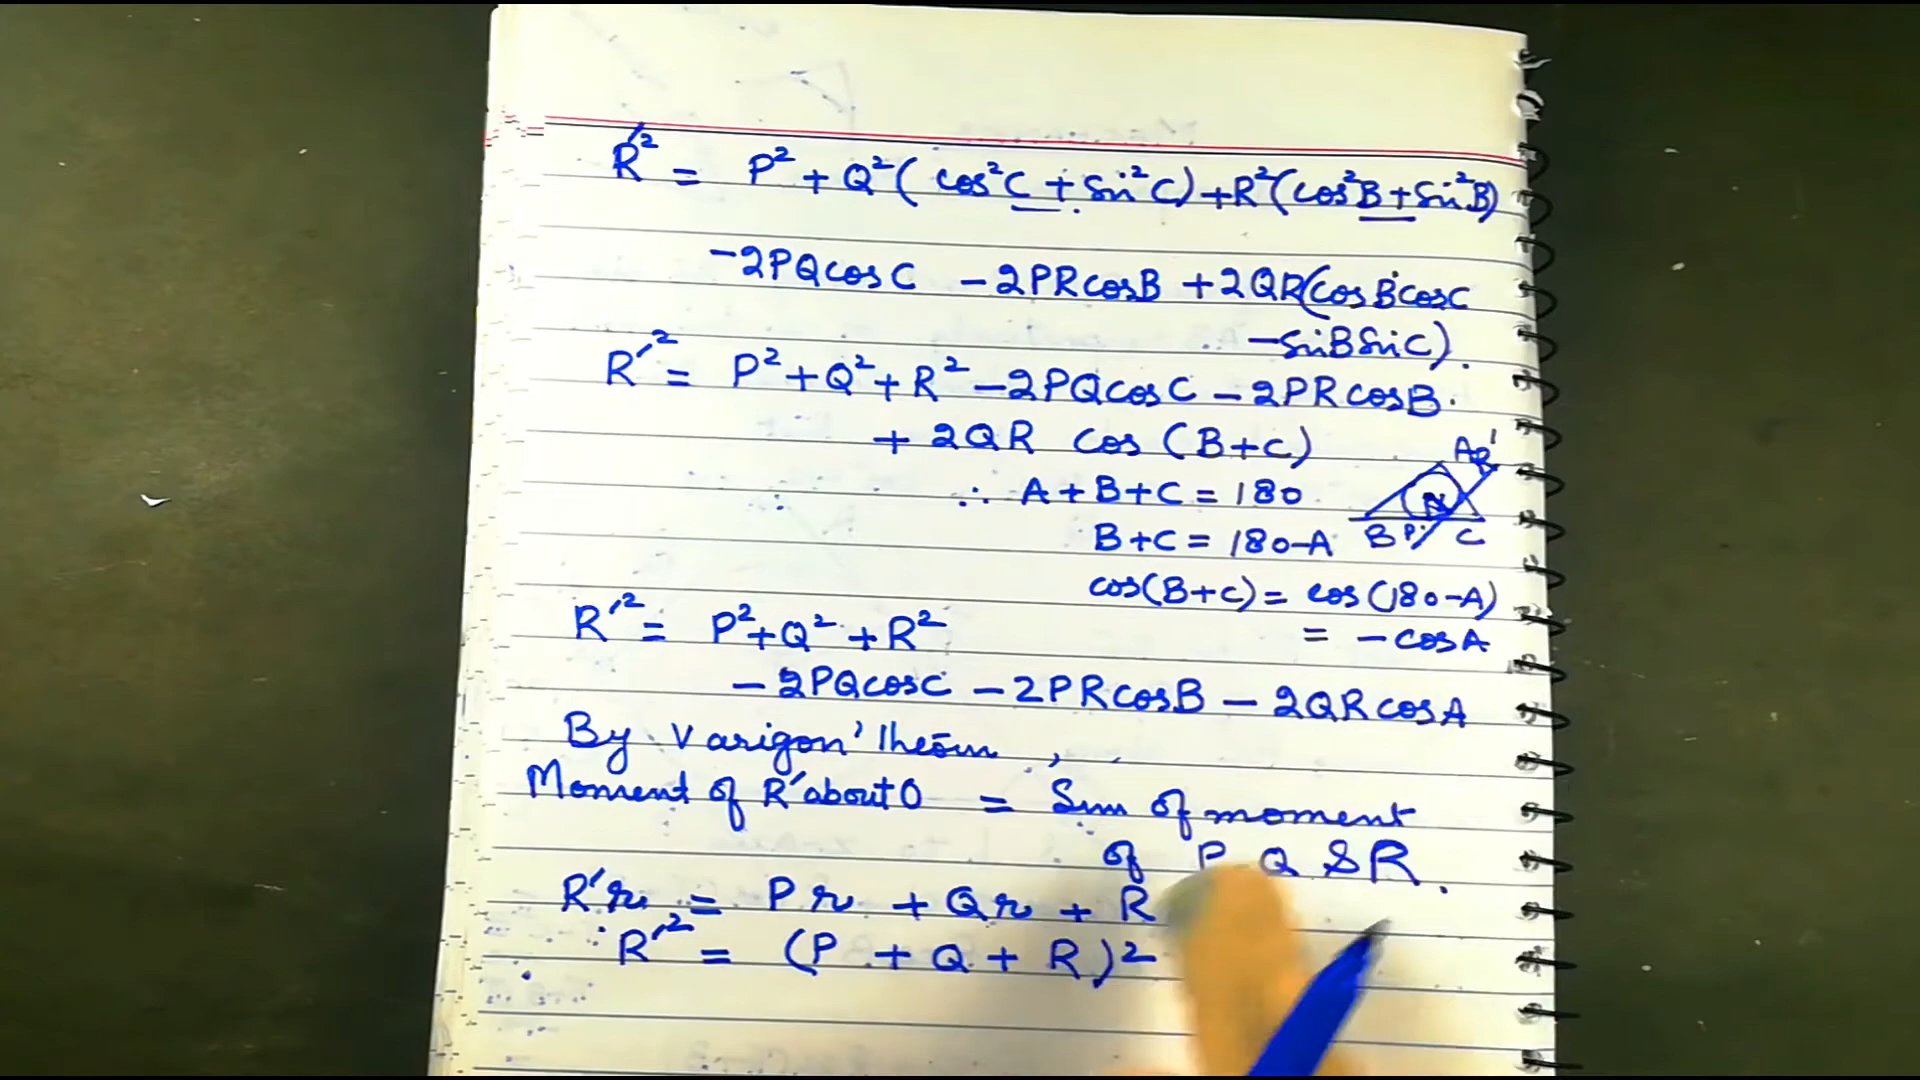 R′² = P² + Q²(cos²C + sin²C) + R²(cos²B + sin²B)
-2PQcosC - 2PRcosB + 2QR(cosBcosC
-sinBsinC).
R′² = P² + Q² + R² - 2PQcosC - 2PRcosB.
+ 2QR cos (B+C)
∴ A + B + C = 180
B + C = 180-A
cos(B+C) = cos(180-A)
= - cosA
A R′
B P C
R′² = P² + Q² + R²
- 2PQcosC - 2PRcosB - 2QRcosA
By Varigon' Theorm,
Moment of R′ about O = Sum of moment
of P Q & R.
R′r = Pr + Qr + R
R′² = (P + Q + R)²